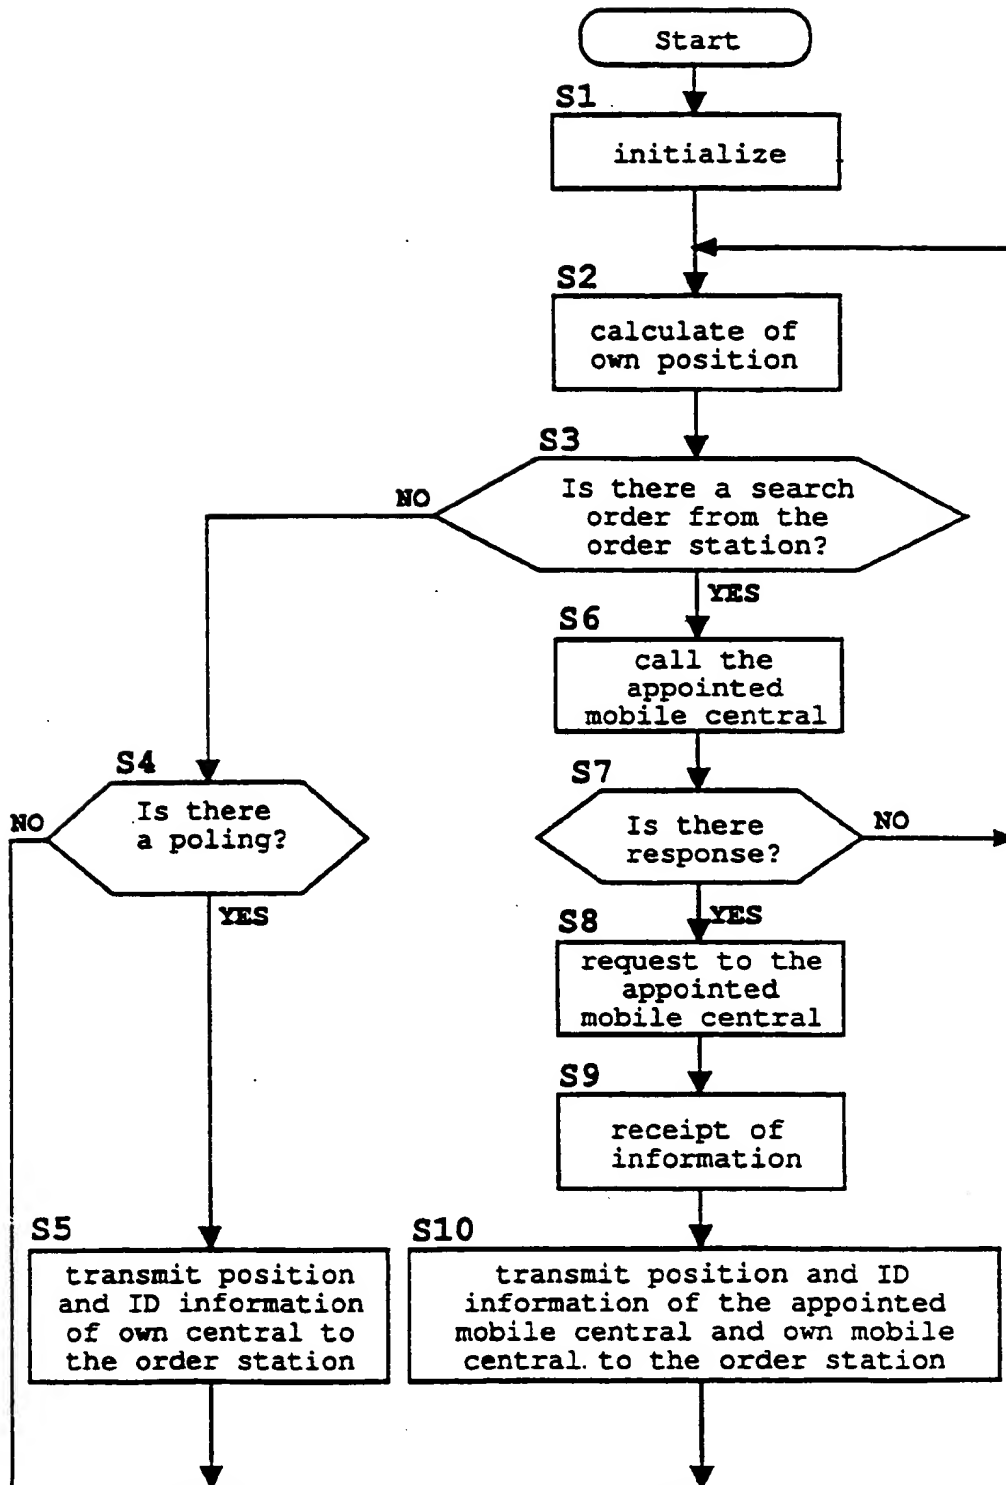 Start
S1
initialize
S2
calculate of
own position
S3
Is there a search
order from the
order station?
NO
YES
S6
call the
appointed
mobile central
S4
Is there
a poling?
NO
YES
S7
Is there
response?
NO
YES
S8
request to the
appointed
mobile central
S9
receipt of
information
S5
transmit position
and ID information
of own central to
the order station
S10
transmit position and ID
information of the appointed
mobile central and own mobile
central to the order station